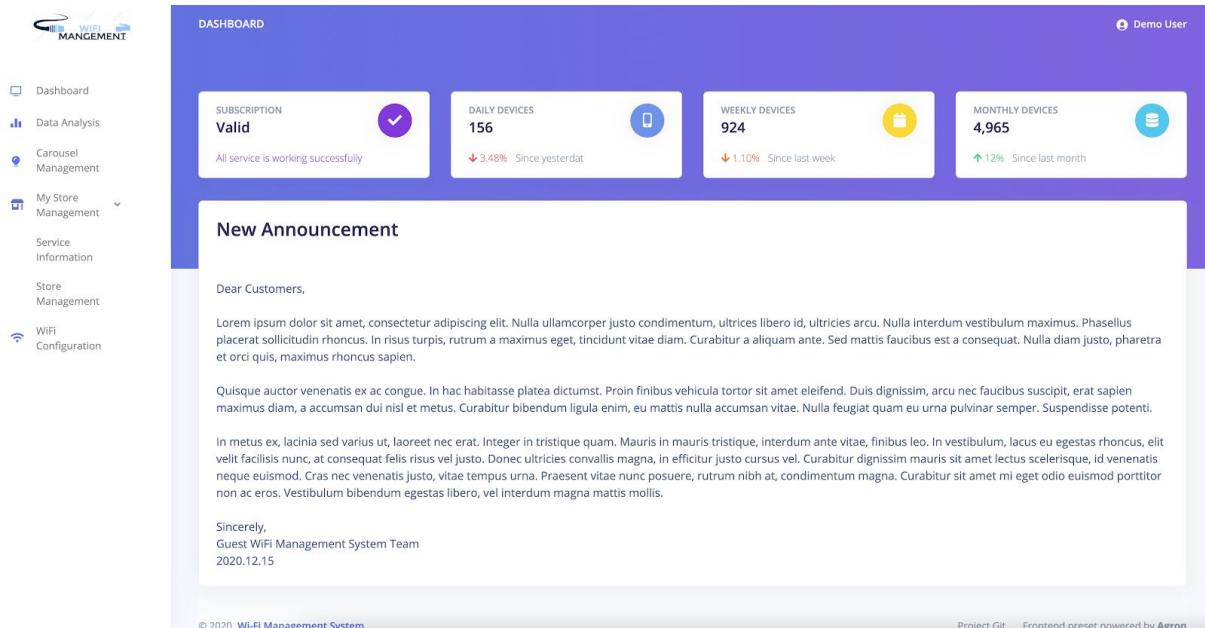 WIFI
MANGEMENT
Dashboard
Data Analysis
Carousel
Management
My Store
Management
Service
Information
Store
Management
WiFi
Configuration
DASHBOARD
Demo User
SUBSCRIPTION
Valid
All service is working successfully
DAILY DEVICES
156
3.48% Since yesterdat
WEEKLY DEVICES
924
1.10% Since last week
MONTHLY DEVICES
4,965
12% Since last month
New Announcement
Dear Customers,
Lorem ipsum dolor sit amet, consectetur adipiscing elit. Nulla ullamcorper justo condimentum, ultrices libero id, ultricies arcu. Nulla interdum vestibulum maximus. Phasellus
placerat sollicitudin rhoncus. In risus turpis, rutrum a maximus eget, tincidunt vitae diam. Curabitur a aliquam ante. Sed mattis faucibus est a consequat. Nulla diam justo, pharetra
et orci quis, maximus rhoncus sapien.
Quisque auctor venenatis ex ac congue. In hac habitasse platea dictumst. Proin finibus vehicula tortor sit amet eleifend. Duis dignissim, arcu nec faucibus suscipit, erat sapien
maximus diam, a accumsan dui nisl et metus. Curabitur bibendum ligula enim, eu mattis nulla accumsan vitae. Nulla feugiat quam eu urna pulvinar semper. Suspendisse potenti.
In metus ex, lacinia sed varius ut, laoreet nec erat. Integer in tristique quam. Mauris in mauris tristique, interdum ante vitae, finibus leo. In vestibulum, lacus eu egestas rhoncus, elit
velit facilisis nunc, at consequat felis risus vel justo. Donec ultricies convallis magna, in efficitur justo cursus vel. Curabitur dignissim mauris sit amet lectus scelerisque, id venenatis
neque euismod. Cras nec venenatis justo, vitae tempus urna. Praesent vitae nunc posuere, rutrum nibh at, condimentum magna. Curabitur sit amet mi eget odio euismod porttitor
non ac eros. Vestibulum bibendum egestas libero, vel interdum magna mattis mollis.
Sincerely,
Guest WiFi Management System Team
2020.12.15
© 2020 Wi-Fi Management System
Project Git Frontend preset powered by Agron